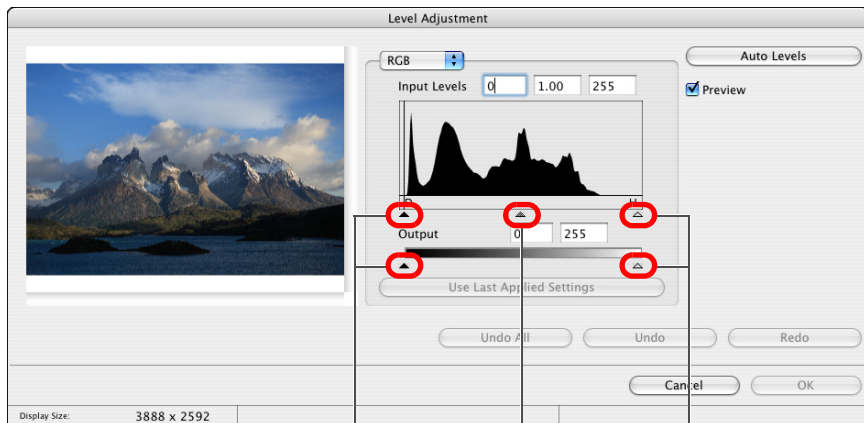 Level Adjustment
RGB
Auto Levels
Input Levels 0 1.00 255
Preview
Output 0 255
Use Last Applied Settings
Undo All Undo Redo
Cancel OK
Display Size: 3888 x 2592